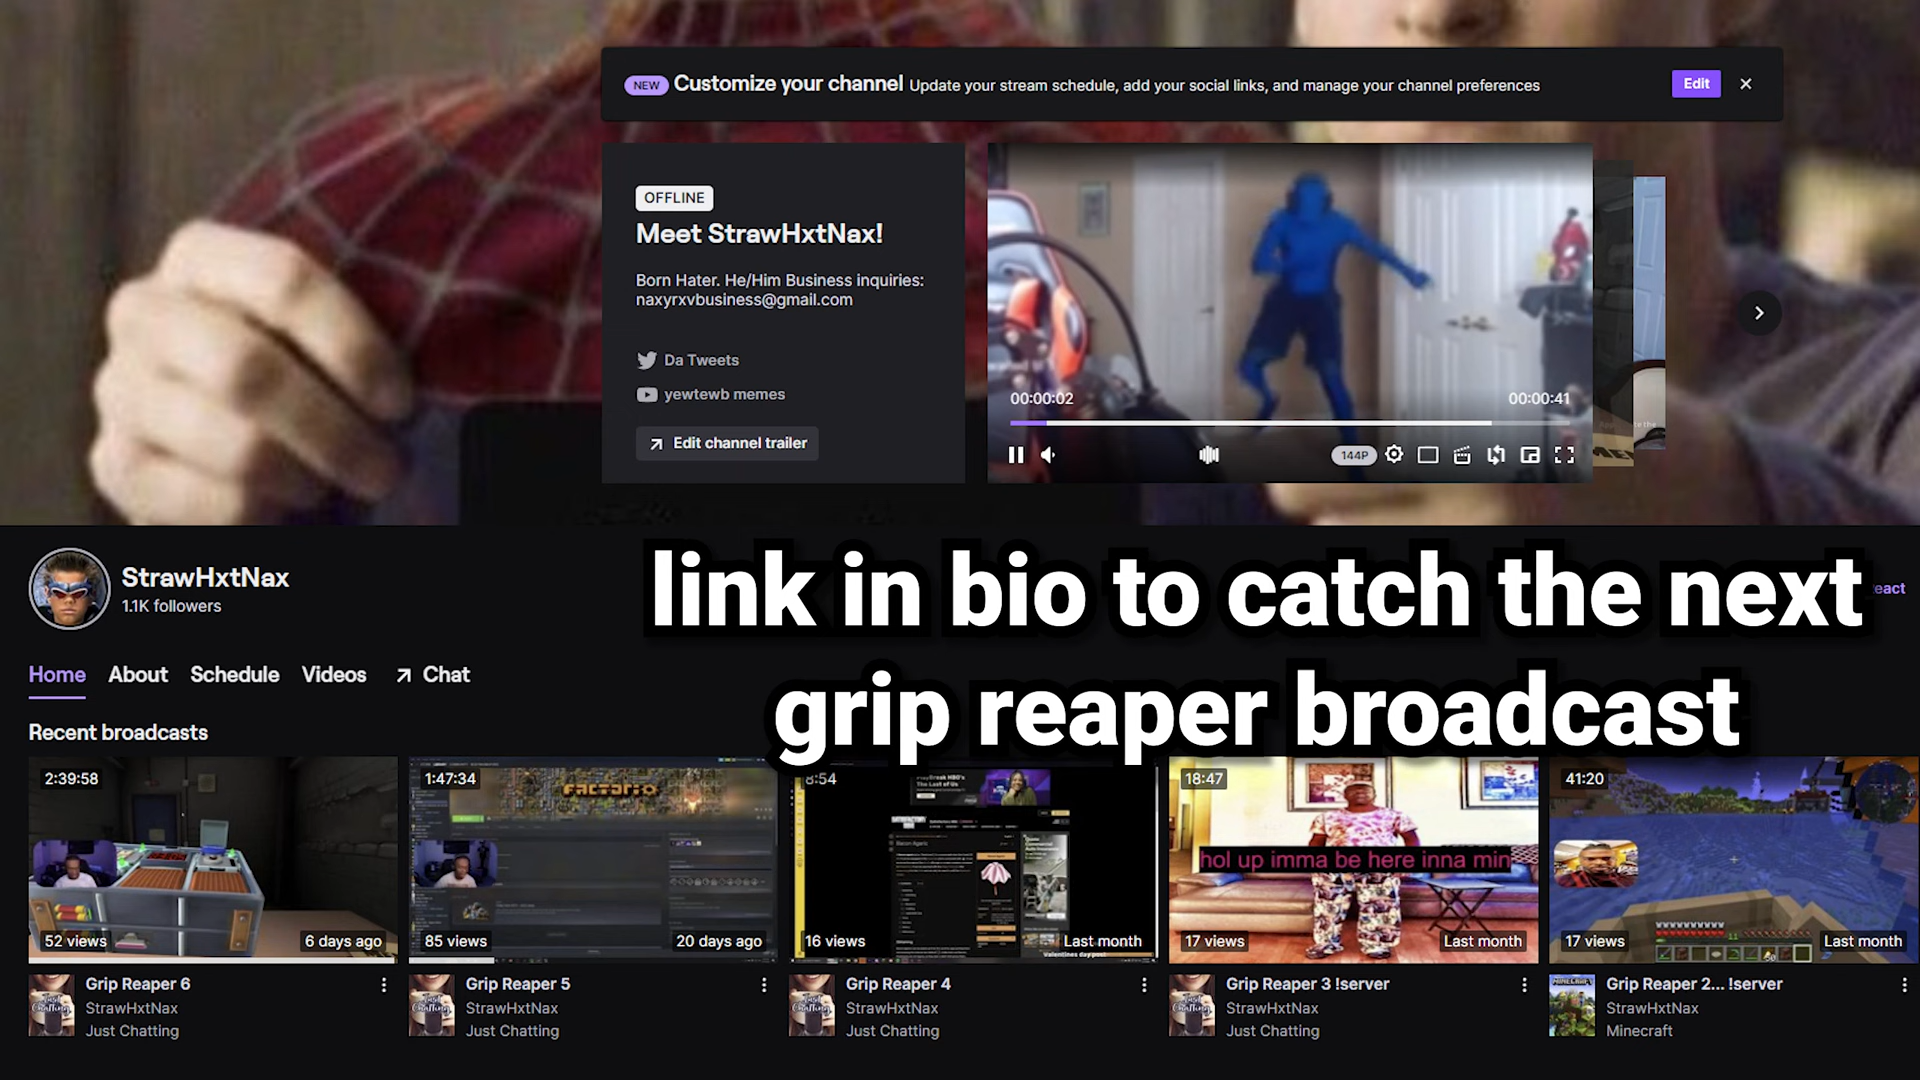 NEW Customize your channel Update your stream schedule, add your social links, and manage your channel preferences Edit
OFFLINE
Meet StrawHxtNax!
Born Hater. He/Him Business inquiries:
naxyrxvbusiness@gmail.com
Da Tweets
yewtewb memes
Edit channel trailer
00:00:02 00:00:41
144P
StrawHxtNax
1.1K followers
link in bio to catch the next
grip reaper broadcast
eact
Home About Schedule Videos Chat
Recent broadcasts
2:39:58
52 views 6 days ago
Grip Reaper 6
StrawHxtNax
Just Chatting
1:47:34
FACTORIO
85 views 20 days ago
Grip Reaper 5
StrawHxtNax
Just Chatting
8:54
16 views Last month
Valentines day post
Grip Reaper 4
StrawHxtNax
Just Chatting
18:47
hol up imma be here inna min
17 views Last month
Grip Reaper 3 !server
StrawHxtNax
Just Chatting
41:20
17 views Last month
Grip Reaper 2... !server
StrawHxtNax
Minecraft